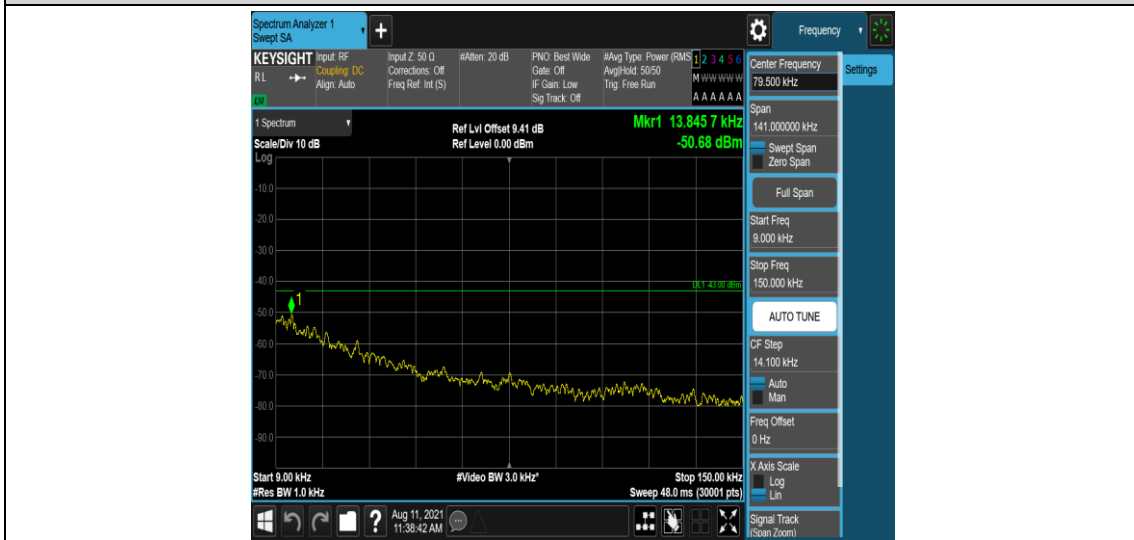 Spectrum Analyzer 1
Swept SA
+
Frequency
KEYSIGHT
RL
LXI
Input: RF
Coupling: DC
Align: Auto
Input Z: 50 Ω
Corrections: Off
Freq Ref: Int (S)
#Atten: 20 dB
PNO: Best Wide
Gate: Off
IF Gain: Low
Sig Track: Off
#Avg Type: Power (RMS
Avg|Hold: 50/50
Trig: Free Run
1 2 3 4 5 6
M W W W W W
A A A A A A
1 Spectrum
Scale/Div 10 dB
Ref Lvl Offset 9.41 dB
Ref Level 0.00 dBm
Mkr1 13.845 7 kHz
-50.68 dBm
Log
-10.0
-20.0
-30.0
-40.0
-50.0
-60.0
-70.0
-80.0
-90.0
DL1 -43.00 dBm
1
Start 9.00 kHz
#Res BW 1.0 kHz
#Video BW 3.0 kHz*
Stop 150.00 kHz
Sweep 48.0 ms (30001 pts)
Center Frequency
79.500 kHz
Settings
Span
141.000000 kHz
Swept Span
Zero Span
Full Span
Start Freq
9.000 kHz
Stop Freq
150.000 kHz
AUTO TUNE
CF Step
14.100 kHz
Auto
Man
Freq Offset
0 Hz
X Axis Scale
Log
Lin
Signal Track
(Span Zoom)
?
Aug 11, 2021
11:38:42 AM